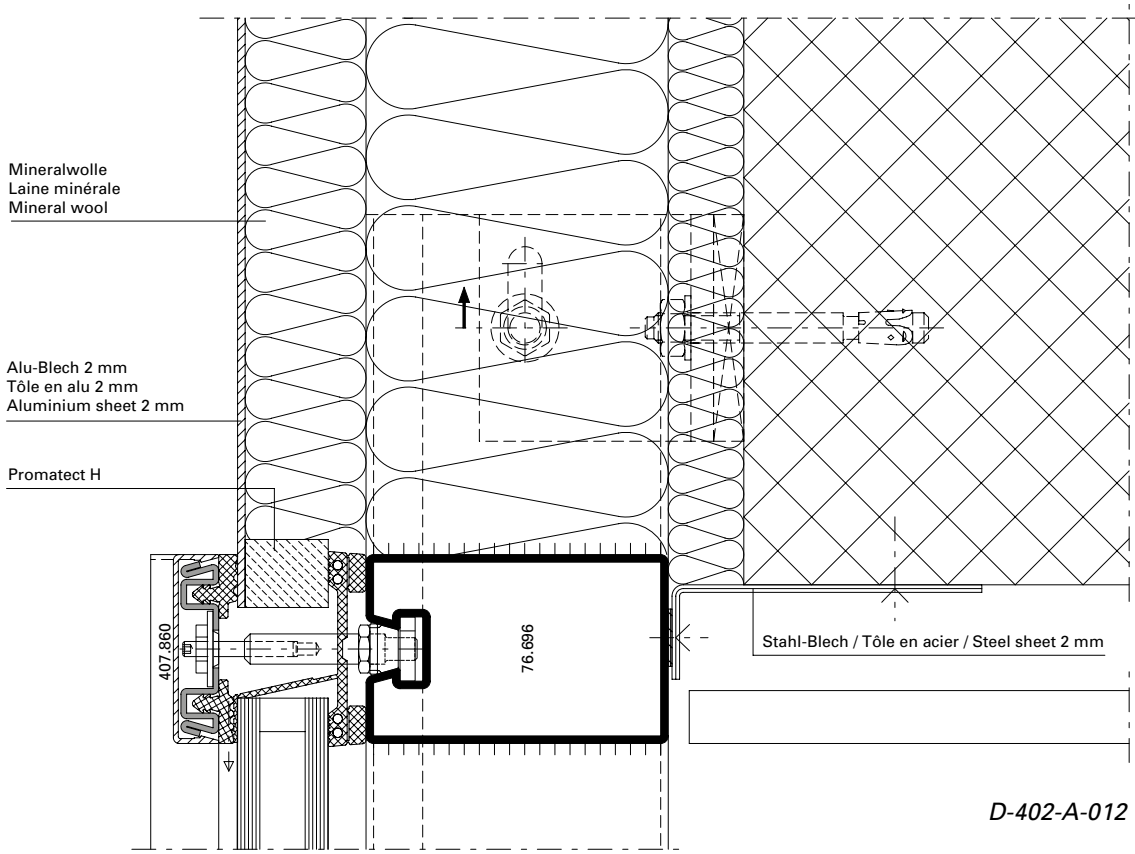 Mineralwolle
Laine minérale
Mineral wool
Alu-Blech 2 mm
Tôle en alu 2 mm
Aluminium sheet 2 mm
Promatect H
407.860
76.696
Stahl-Blech / Tôle en acier / Steel sheet 2 mm
D-402-A-012